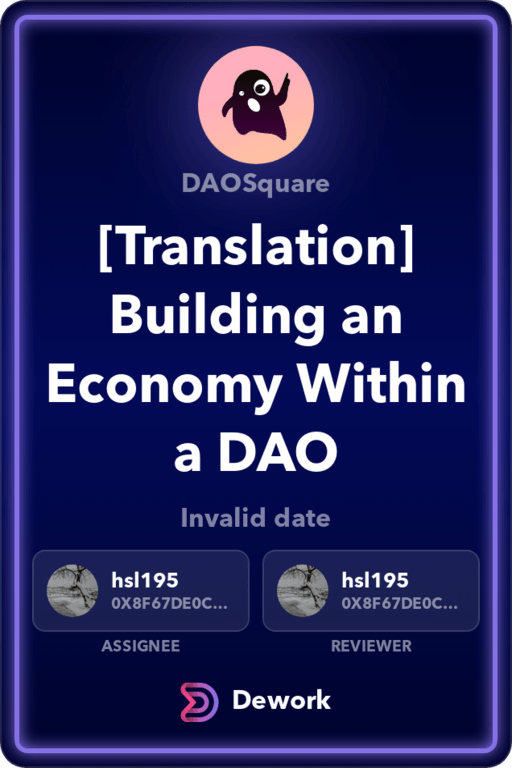 DAOSquare
[Translation]
Building an
Economy Within
a DAO
Invalid date
hsl195
0X8F67DE0C...
ASSIGNEE
hsl195
0X8F67DE0C...
REVIEWER
Dework